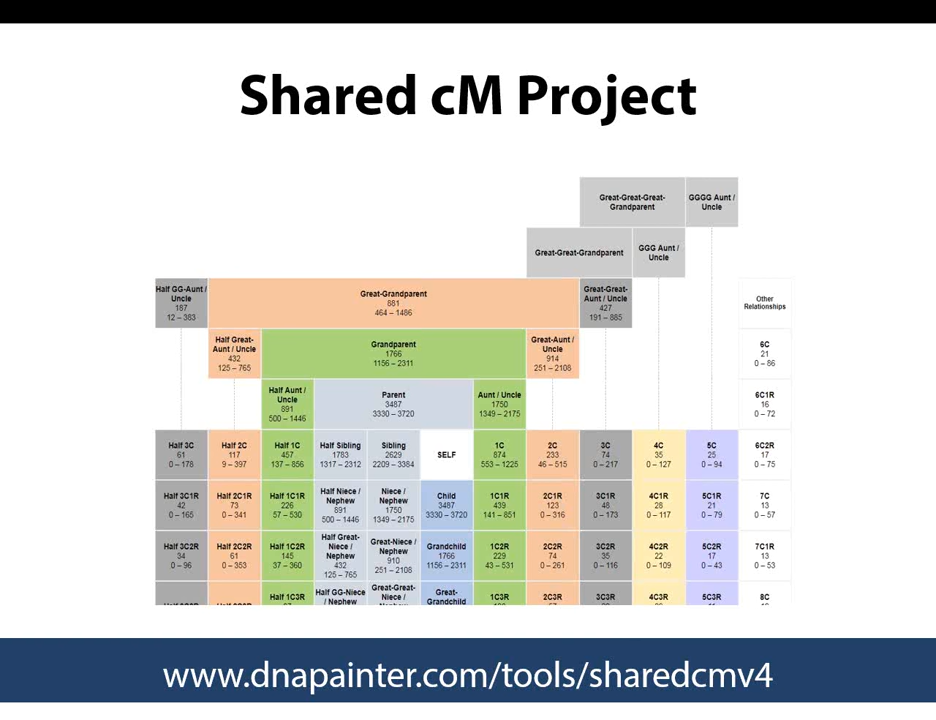 Shared cM Project
Great-Great-Great-
Grandparent
GGGG Aunt /
Uncle
Great-Great-Grandparent
GGG Aunt /
Uncle
Half GG-Aunt /
Uncle
187
12 – 383
Great-Grandparent
881
464 – 1486
Great-Great-
Aunt / Uncle
427
191 – 885
Other
Relationships
Half Great-
Aunt / Uncle
432
125 – 765
Grandparent
1766
1156 – 2311
Great-Aunt /
Uncle
914
251 – 2108
6C
21
0 – 86
Half Aunt /
Uncle
891
500 – 1446
Parent
3487
3330 – 3720
Aunt / Uncle
1750
1349 – 2175
6C1R
16
0 – 72
Half 3C
61
0 – 178
Half 2C
117
9 – 397
Half 1C
457
137 – 856
Half Sibling
1783
1317 – 2312
Sibling
2629
2209 – 3384
SELF
1C
874
553 – 1225
2C
233
46 – 515
3C
74
0 – 217
4C
35
0 – 127
5C
25
0 – 94
6C2R
17
0 – 75
Half 3C1R
42
0 – 165
Half 2C1R
73
0 – 341
Half 1C1R
226
57 – 530
Half Niece /
Nephew
891
500 – 1446
Niece /
Nephew
1750
1349 – 2175
Child
3487
3330 – 3720
1C1R
439
141 – 851
2C1R
123
0 – 316
3C1R
48
0 – 173
4C1R
28
0 – 117
5C1R
21
0 – 79
7C
13
0 – 57
Half 3C2R
34
0 – 96
Half 2C2R
61
0 – 353
Half 1C2R
145
37 – 360
Half Great-
Niece /
Nephew
432
125 – 765
Great-Niece /
Nephew
910
251 – 2108
Grandchild
1766
1156 – 2311
1C2R
229
43 – 531
2C2R
74
0 – 261
3C2R
35
0 – 116
4C2R
22
0 – 109
5C2R
17
0 – 43
7C1R
13
0 – 53
Half 1C3R
Half GG-Niece
/ Nephew
Great-Great-
Niece /
Great-
Grandchild
1C3R
2C3R
3C3R
4C3R
5C3R
8C
www.dnapainter.com/tools/sharedcmv4